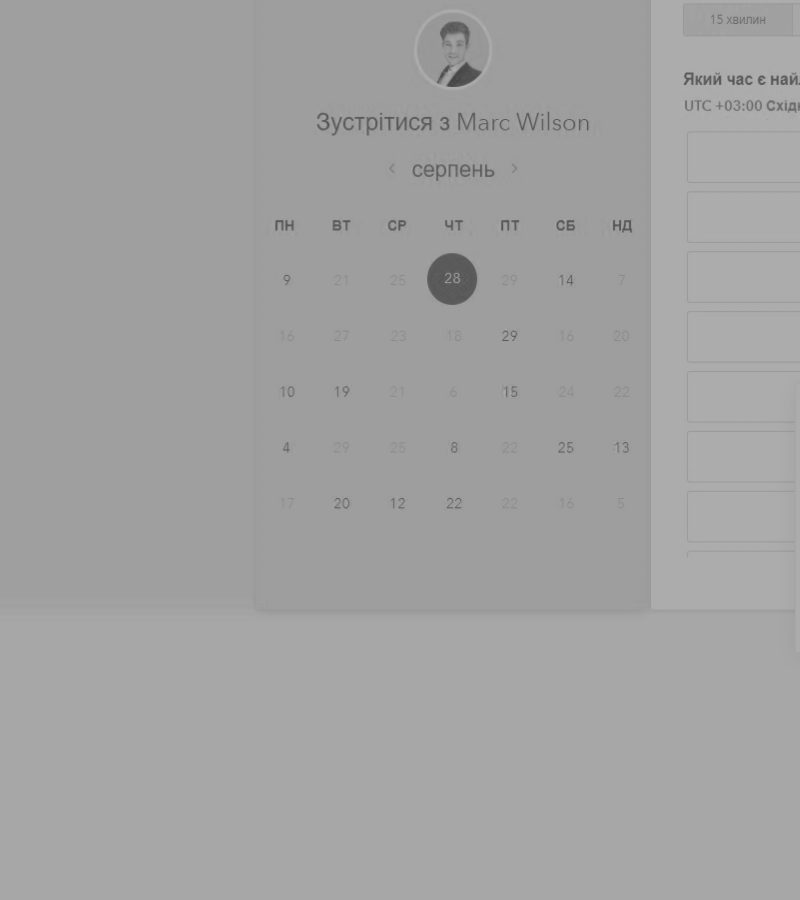 15 хвилин
Який час є най
UTC +03:00 Східн
Зустрітися з Marc Wilson
‹ серпень ›
ПН ВТ СР ЧТ ПТ СБ НД
9 21 25 28 29 14 7
16 27 23 18 29 16 20
10 19 21 6 15 24 22
4 29 25 8 22 25 13
17 20 12 22 22 16 5